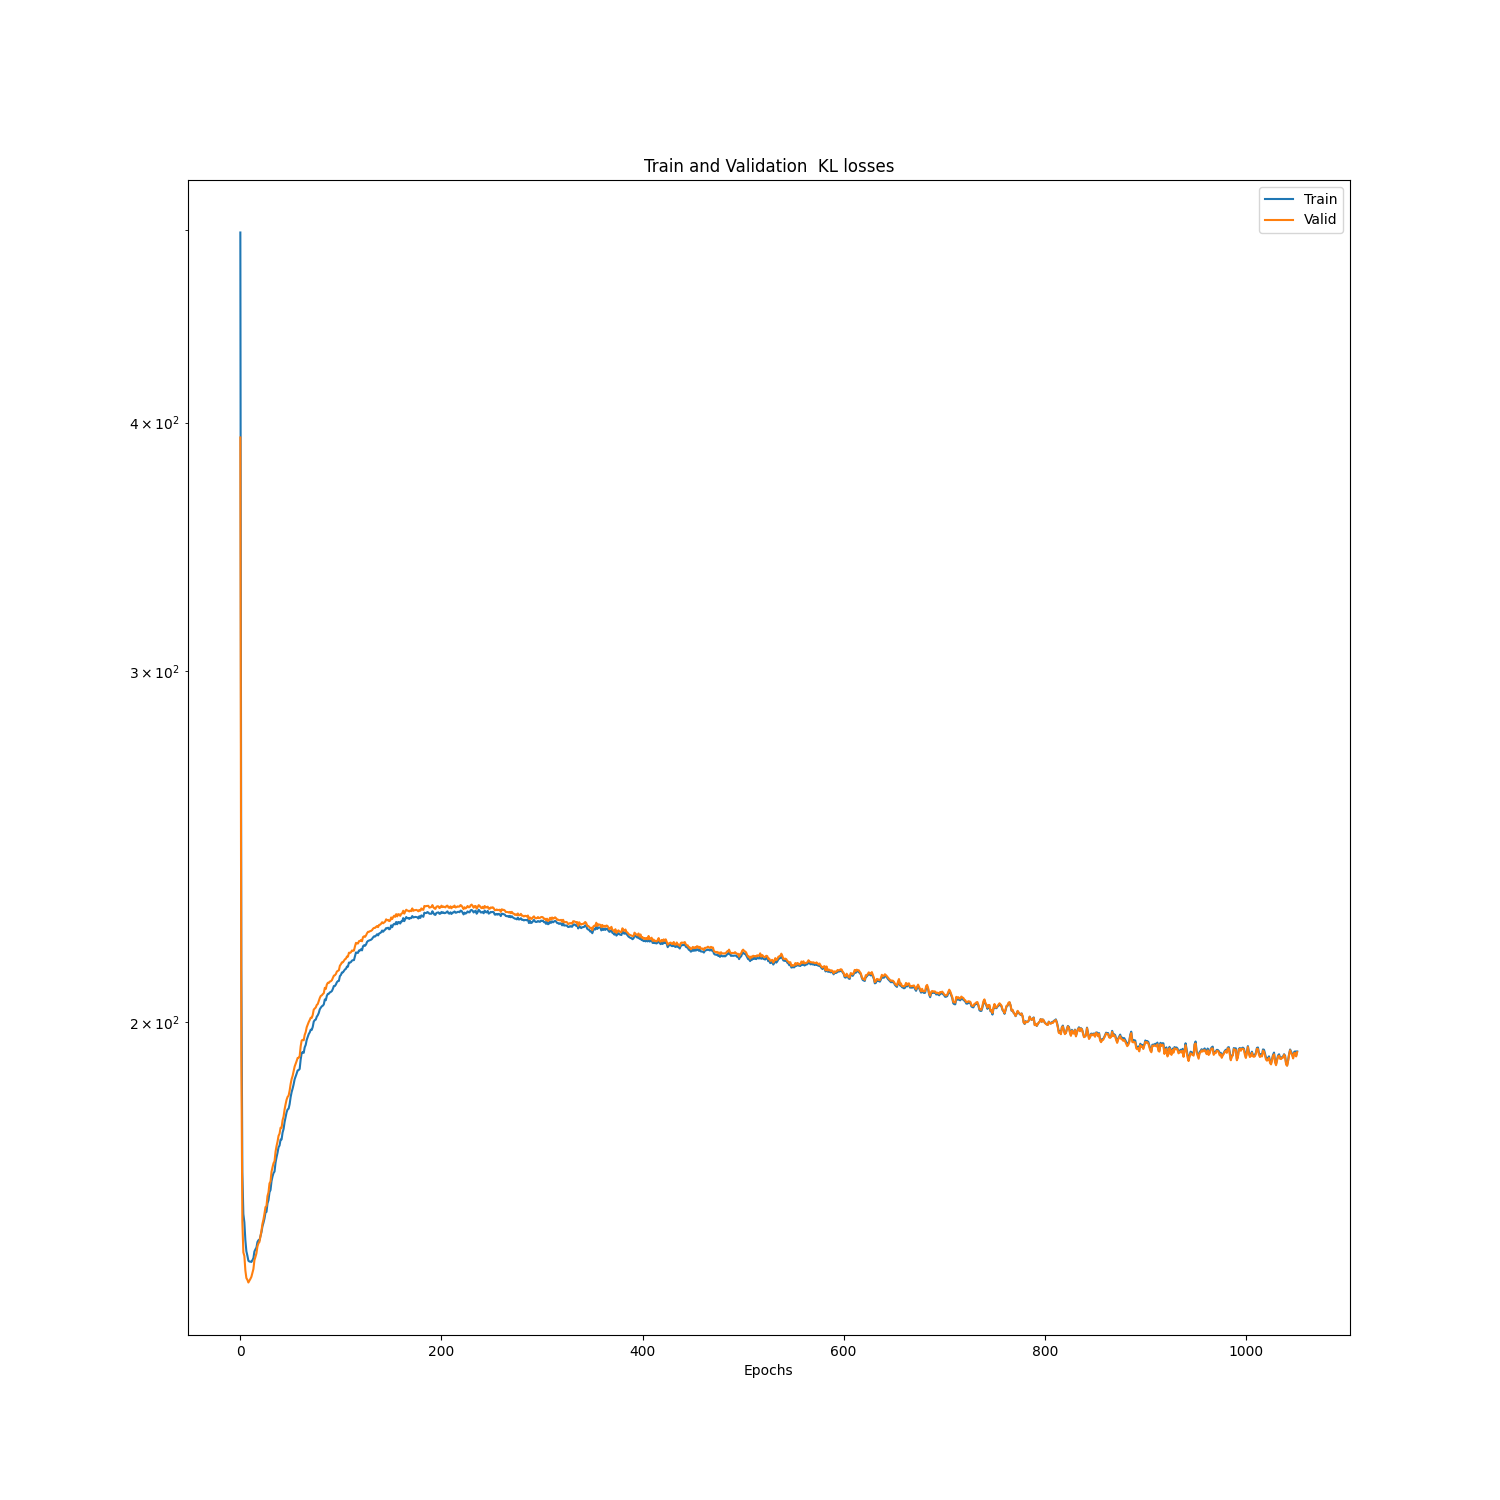 Train and Validation  KL losses
Train
Valid
4 × 10²
3 × 10²
2 × 10²
0 200 400 600 800 1000
Epochs